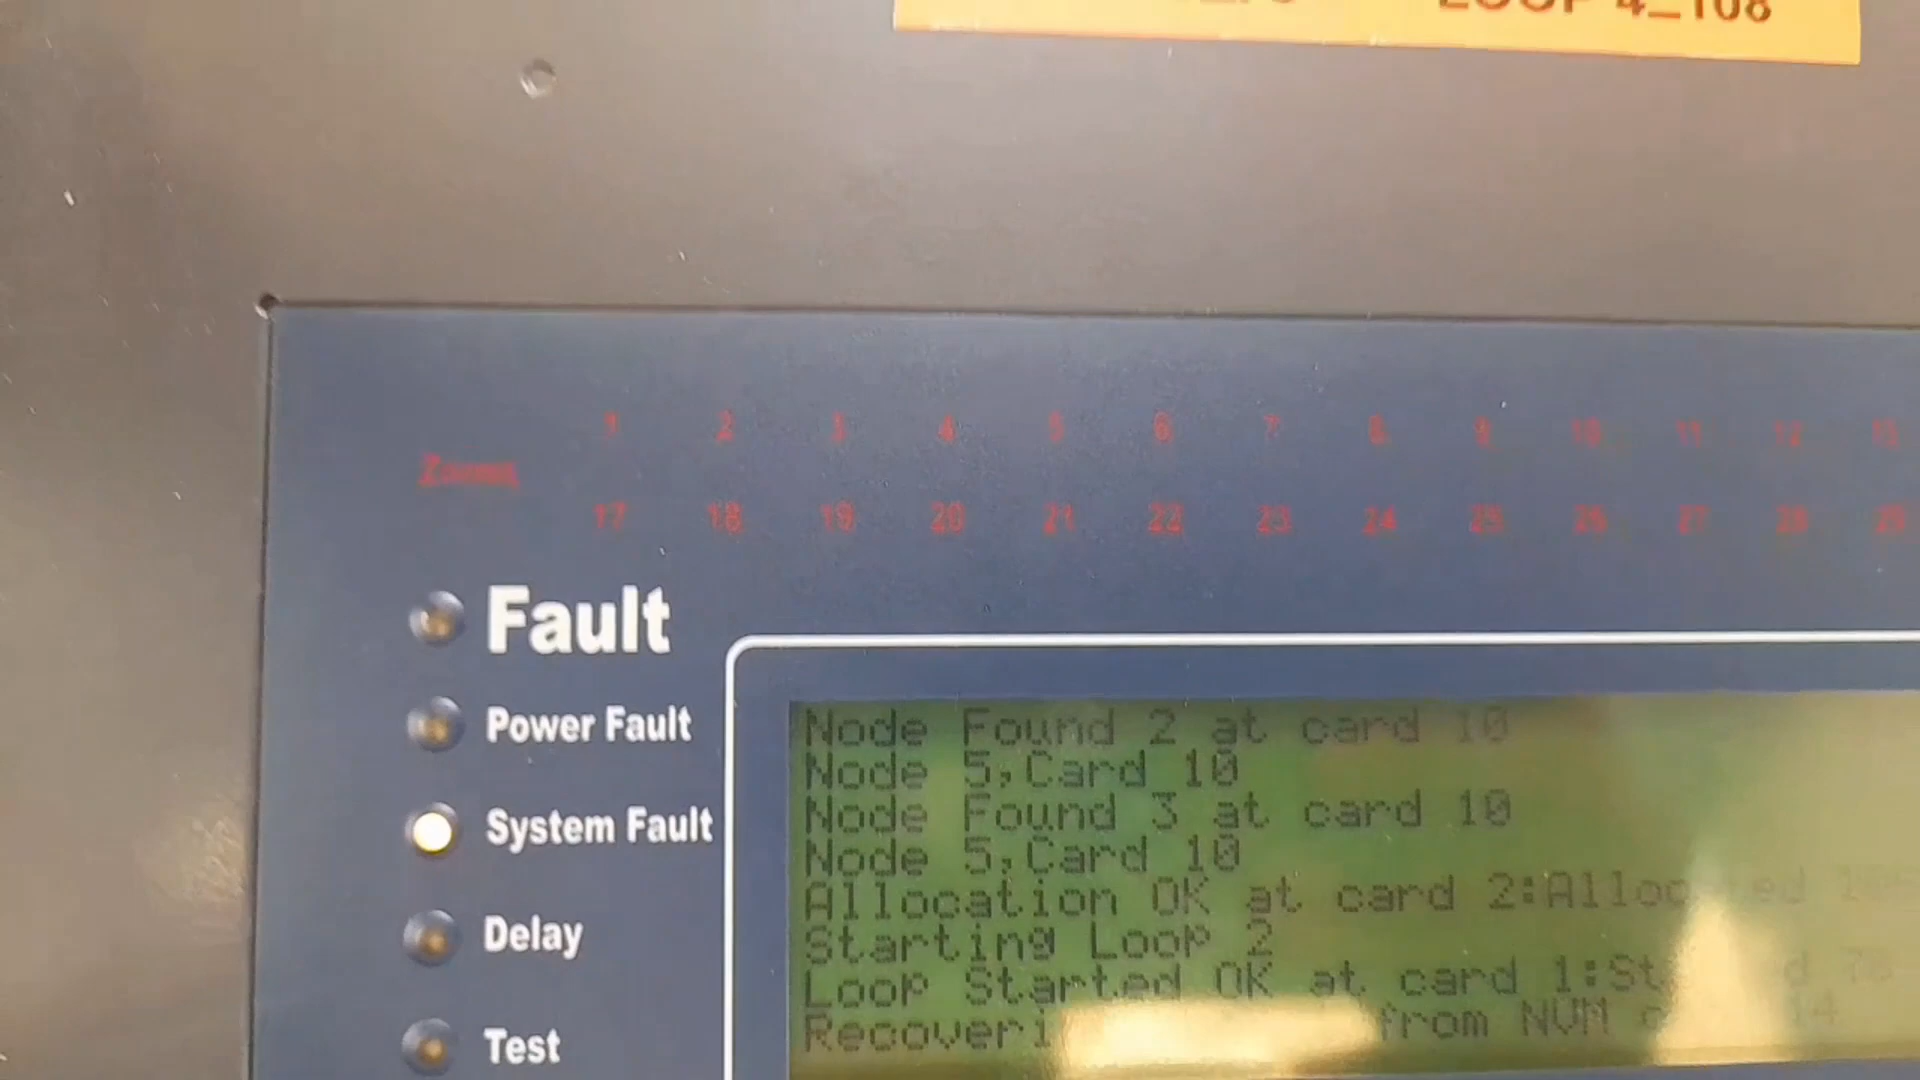 LOOP 4_108
1 2 3 4 5 6 7 8 9 10 11 12 13
Zones
17 18 19 20 21 22 23 24 25 26 27 28 29
Fault
Power Fault
System Fault
Delay
Test
Node Found 2 at card 10
Node 5,Card 10
Node Found 3 at card 10
Node 5,Card 10
Allocation OK at card 2:
Starting Loop 2
Loop Started OK at card 1:
from NVM